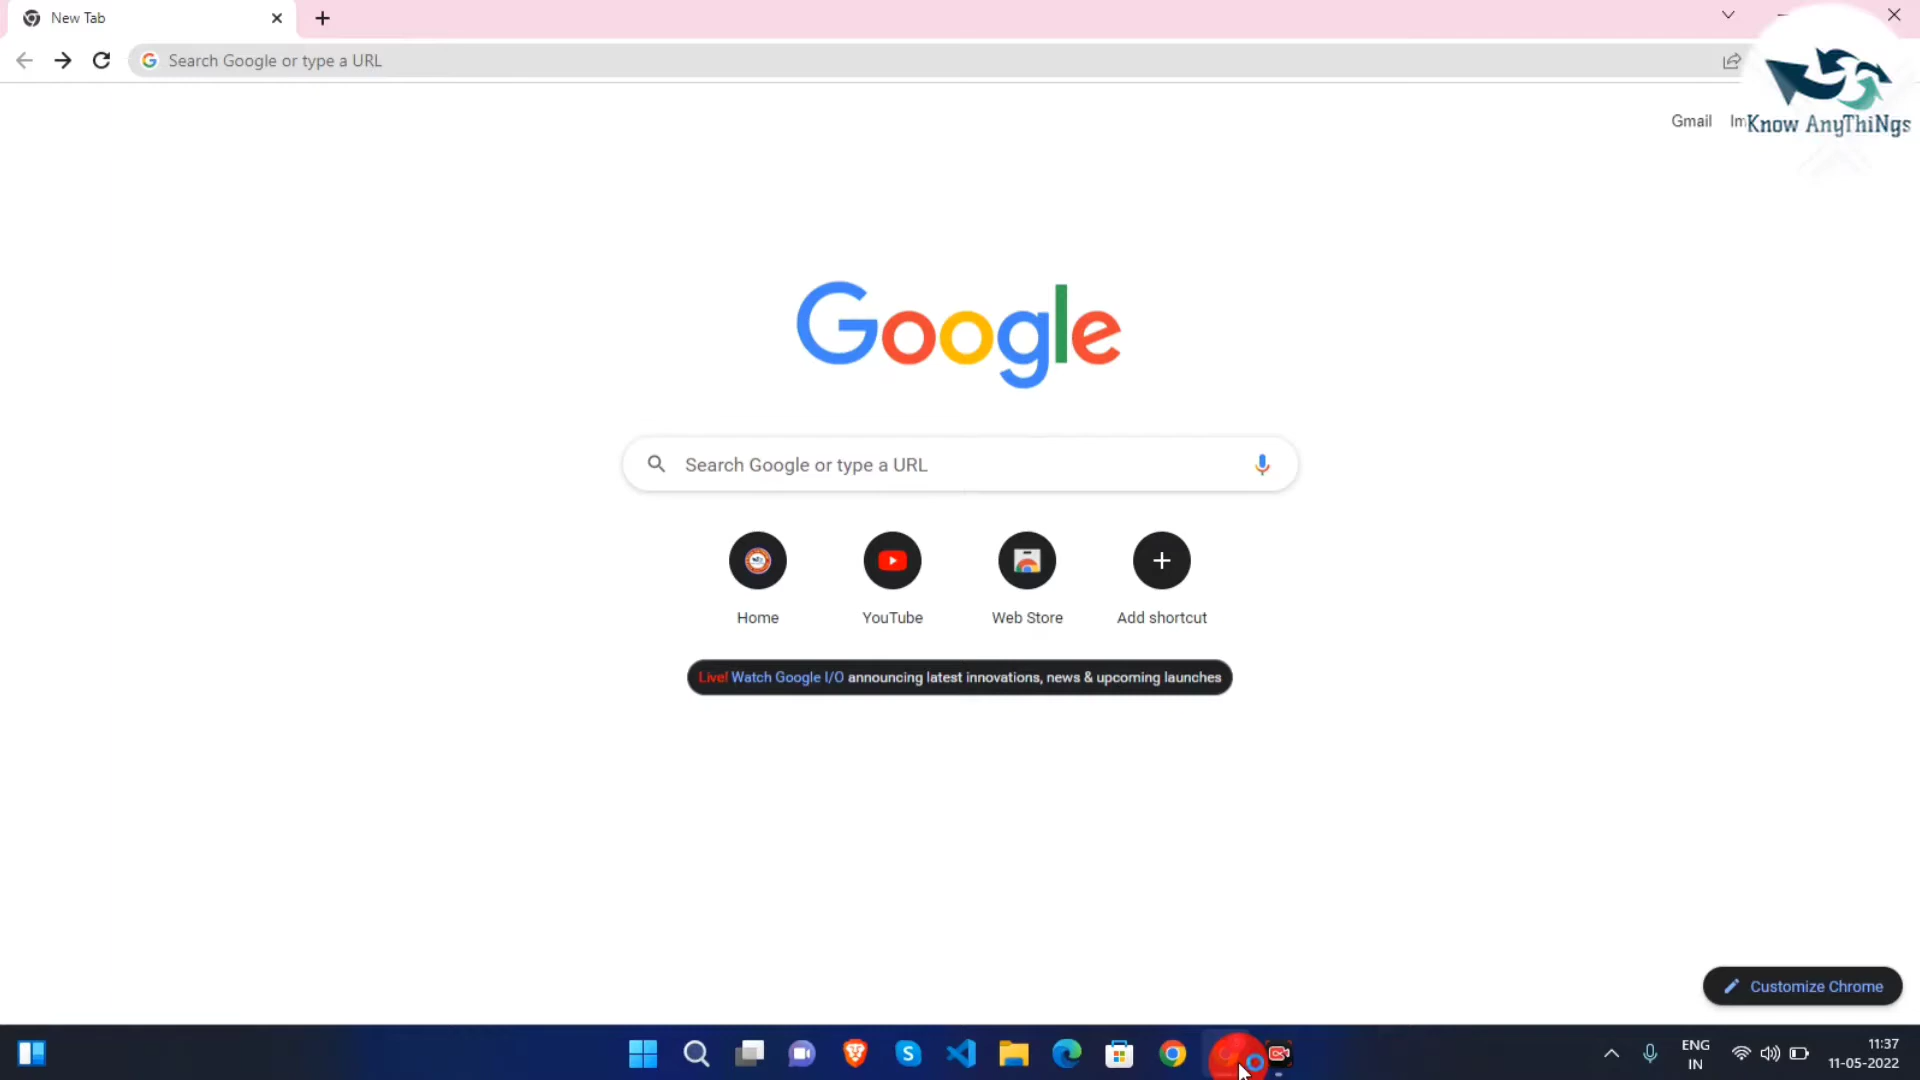 New Tab
Search Google or type a URL
Gmail Im
Know AnyThiNgs
Google
Search Google or type a URL
Home YouTube Web Store Add shortcut
Live! Watch Google I/O announcing latest innovations, news & upcoming launches
Customize Chrome
ENG 11:37
IN 11-05-2022